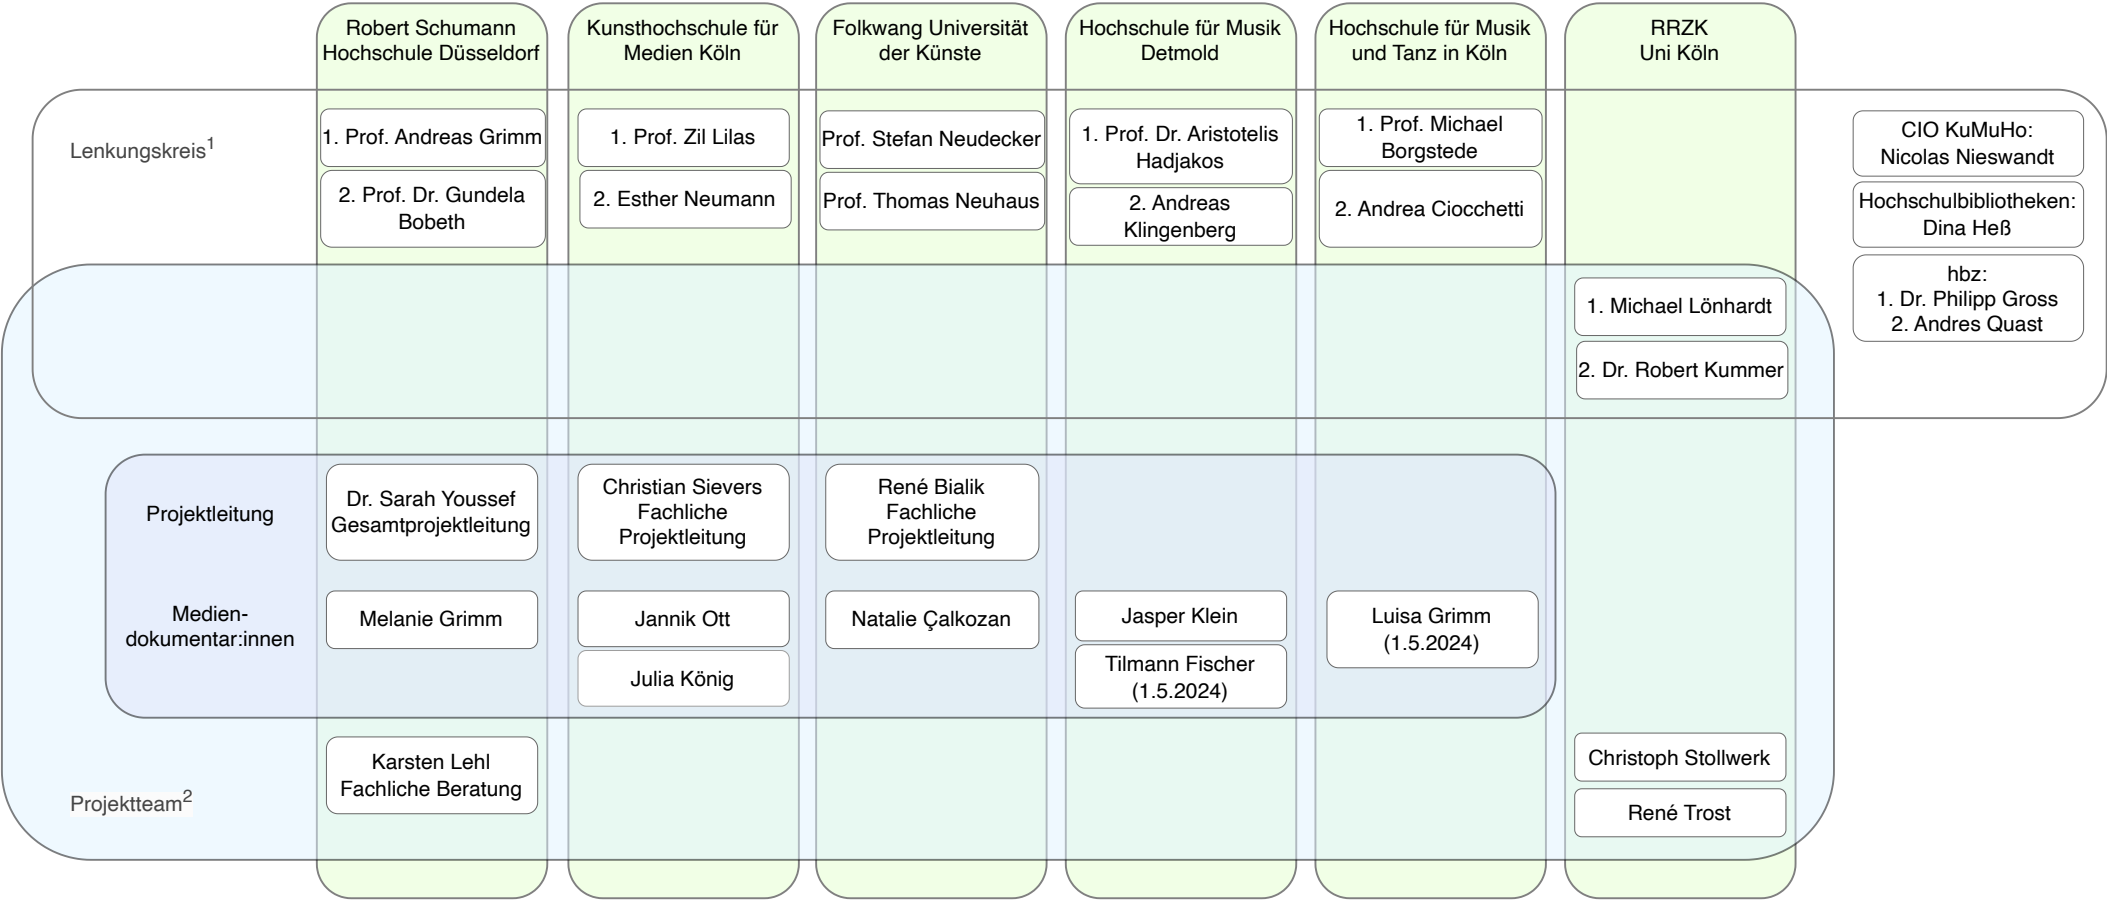 Robert Schumann
Hochschule Düsseldorf
Kunsthochschule für
Medien Köln
Folkwang Universität
der Künste
Hochschule für Musik
Detmold
Hochschule für Musik
und Tanz in Köln
RRZK
Uni Köln
Lenkungskreis1
1. Prof. Andreas Grimm
2. Prof. Dr. Gundela
Bobeth
1. Prof. Zil Lilas
2. Esther Neumann
Prof. Stefan Neudecker
Prof. Thomas Neuhaus
1. Prof. Dr. Aristotelis
Hadjakos
2. Andreas
Klingenberg
1. Prof. Michael
Borgstede
2. Andrea Ciocchetti
CIO KuMuHo:
Nicolas Nieswandt
Hochschulbibliotheken:
Dina Heß
hbz:
1. Dr. Philipp Gross
2. Andres Quast
1. Michael Lönhardt
2. Dr. Robert Kummer
Projektleitung
Dr. Sarah Youssef
Gesamtprojektleitung
Christian Sievers
Fachliche
Projektleitung
René Bialik
Fachliche
Projektleitung
Medien-
dokumentar:innen
Melanie Grimm
Jannik Ott
Julia König
Natalie Çalkozan
Jasper Klein
Tilmann Fischer
(1.5.2024)
Luisa Grimm
(1.5.2024)
Projektteam2
Karsten Lehl
Fachliche Beratung
Christoph Stollwerk
René Trost